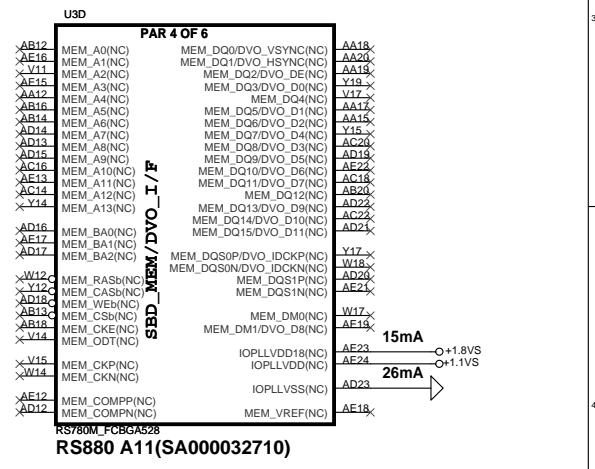 U3D
PAR 4 OF 6
AB12 MEM_A0(NC) MEM_DQ0/DVO_VSYNC(NC) AA18
AE16 MEM_A1(NC) MEM_DQ1/DVO_HSYNC(NC) AA20
V11 MEM_A2(NC) MEM_DQ2/DVO_DE(NC) AA19
AE15 MEM_A3(NC) MEM_DQ3/DVO_D0(NC) Y19
AA12 MEM_A4(NC) MEM_DQ4(NC) V17
AB16 MEM_A5(NC) MEM_DQ5/DVO_D1(NC) AA17
AB14 MEM_A6(NC) MEM_DQ6/DVO_D2(NC) AA15
AD14 MEM_A7(NC) MEM_DQ7/DVO_D4(NC) Y15
AD13 MEM_A8(NC) MEM_DQ8/DVO_D3(NC) AC20
AD15 MEM_A9(NC) MEM_DQ9/DVO_D5(NC) AD19
AC16 MEM_A10(NC) MEM_DQ10/DVO_D6(NC) AE22
AE13 MEM_A11(NC) MEM_DQ11/DVO_D7(NC) AC18
AC14 MEM_A12(NC) MEM_DQ12(NC) AB20
Y14 MEM_A13(NC) MEM_DQ13/DVO_D9(NC) AD22
MEM_DQ14/DVO_D10(NC) AC22
AD16 MEM_BA0(NC) MEM_DQ15/DVO_D11(NC) AD21
AE17 MEM_BA1(NC)
AD17 MEM_BA2(NC) MEM_DQS0P/DVO_IDCKP(NC) Y17
MEM_DQS0N/DVO_IDCKN(NC) W18
W12 MEM_RASb(NC) MEM_DQS1P(NC) AD20
Y12 MEM_CASb(NC) MEM_DQS1N(NC) AE21
AD18 MEM_WEb(NC)
AB13 MEM_CSb(NC) MEM_DM0(NC) W17
AB18 MEM_CKE(NC) MEM_DM1/DVO_D8(NC) AE19
V14 MEM_ODT(NC)
SBD_MEM/DVO_I/F
15mA
IOPLLVDD18(NC) AE23 +1.8VS
V15 MEM_CKP(NC) IOPLLVDD(NC) AE24 +1.1VS
W14 MEM_CKN(NC)
26mA
IOPLLVSS(NC) AD23
AE12 MEM_COMPP(NC)
AD12 MEM_COMPN(NC) MEM_VREF(NC) AE18
RS780M_FCBGA528
RS880 A11(SA000032710)
3
4